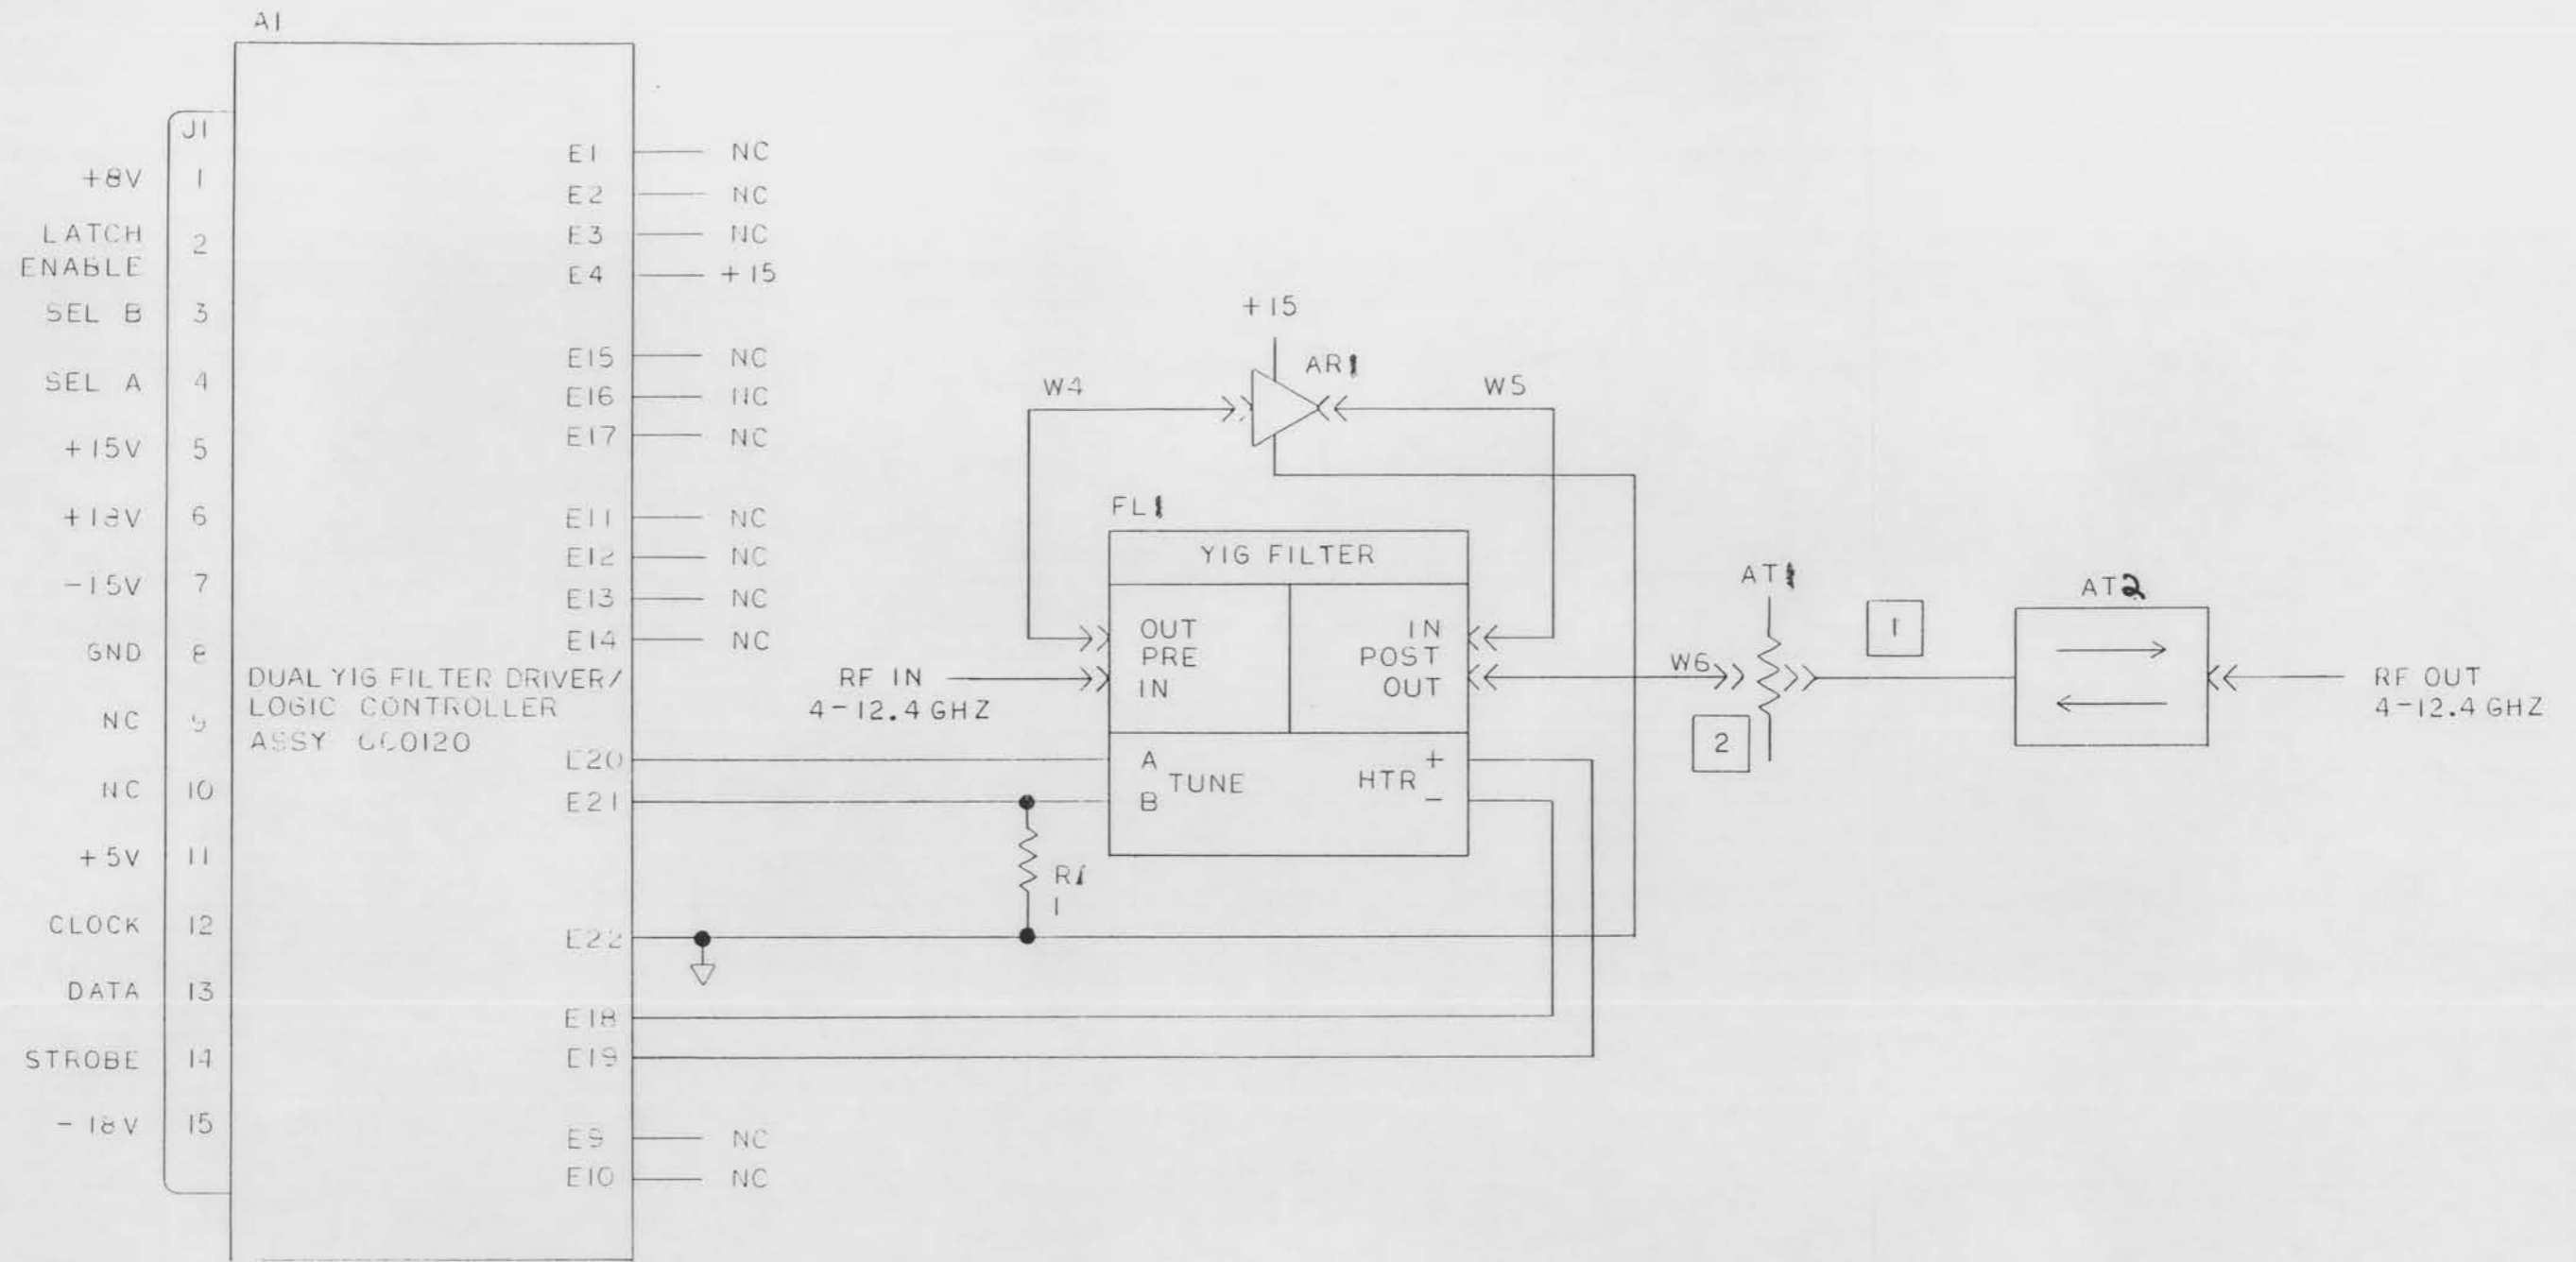 A1
J1
+8V 1
LATCH ENABLE 2
SEL B 3
SEL A 4
+15V 5
+18V 6
-15V 7
GND 8
NC 9
NC 10
+5V 11
CLOCK 12
DATA 13
STROBE 14
-18V 15
DUAL YIG FILTER DRIVER/
LOGIC CONTROLLER
ASSY 660120
E1 NC
E2 NC
E3 NC
E4 +15
E15 NC
E16 NC
E17 NC
E11 NC
E12 NC
E13 NC
E14 NC
E20
E21
E22
E18
E19
E9 NC
E10 NC
+15
AR1
W4
W5
FL1
YIG FILTER
OUT
PRE
IN
IN
POST
OUT
A
B
TUNE
HTR
+
-
RF IN
4-12.4 GHZ
R1
1
W6
AT1
1
2
AT2
RF OUT
4-12.4 GHZ